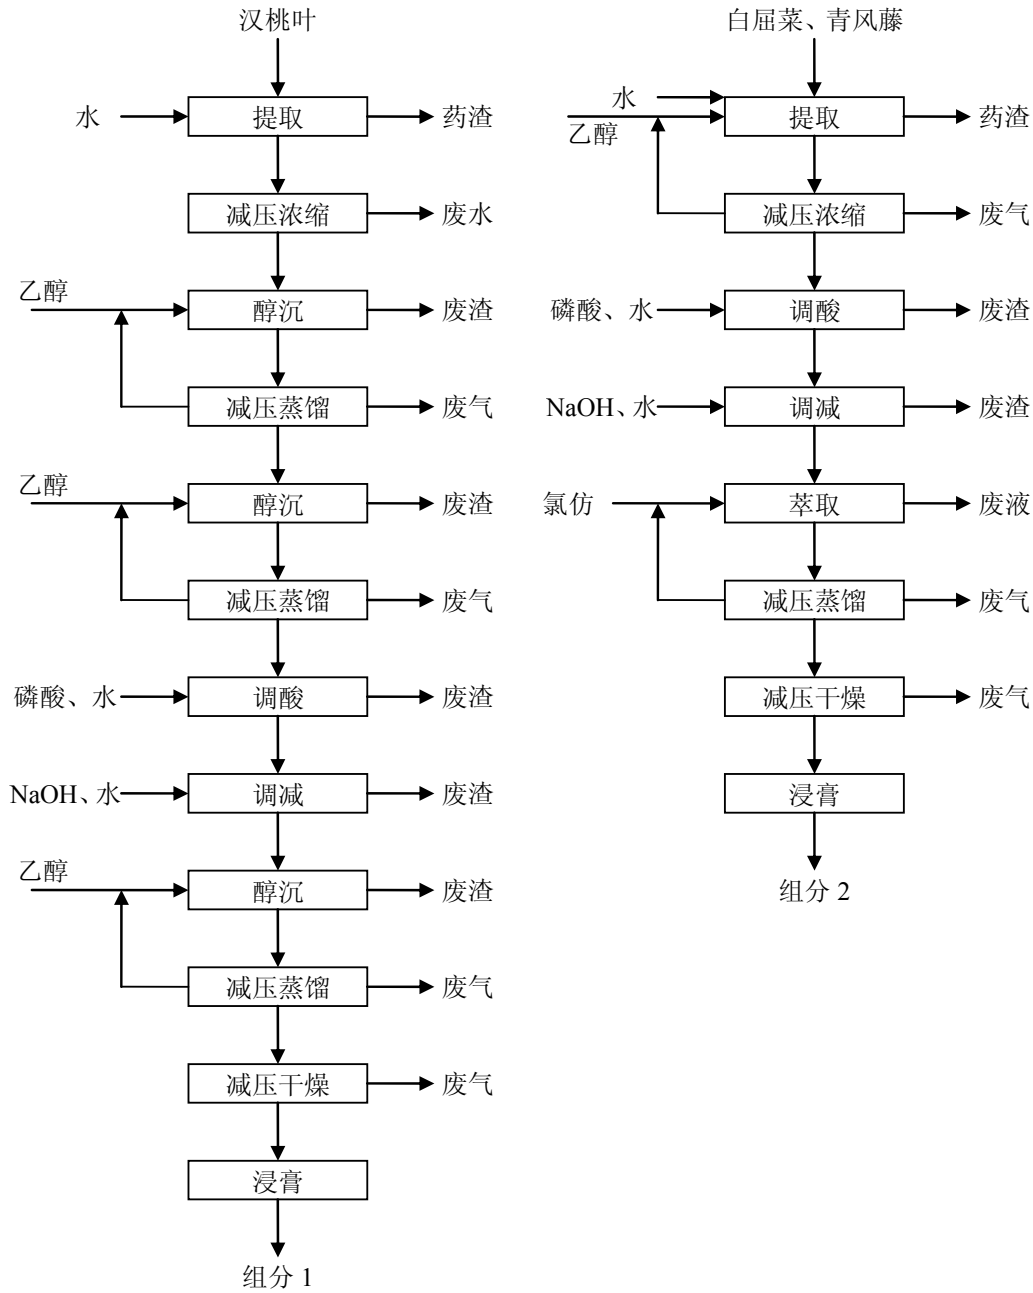 汉桃叶
水
提取
药渣
减压浓缩
废水
乙醇
醇沉
废渣
减压蒸馏
废气
乙醇
醇沉
废渣
减压蒸馏
废气
磷酸、水
调酸
废渣
NaOH、水
调减
废渣
乙醇
醇沉
废渣
减压蒸馏
废气
减压干燥
废气
浸膏
组分 1
白屈菜、青风藤
水
乙醇
提取
药渣
减压浓缩
废气
磷酸、水
调酸
废渣
NaOH、水
调减
废渣
氯仿
萃取
废液
减压蒸馏
废气
减压干燥
废气
浸膏
组分 2